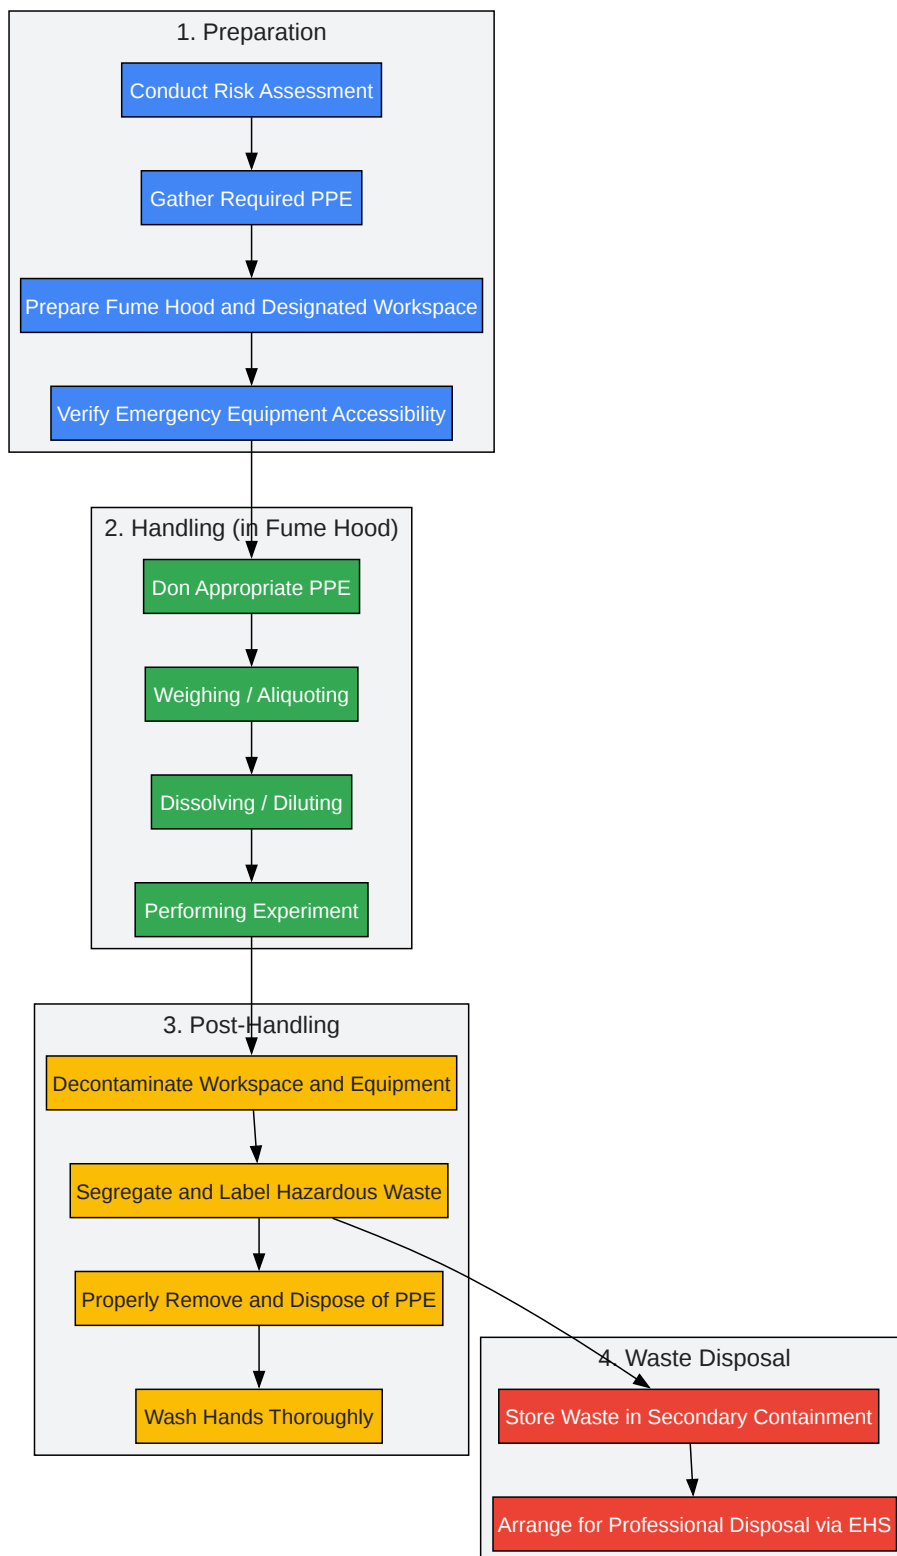 1. Preparation
Conduct Risk Assessment
Gather Required PPE
Prepare Fume Hood and Designated Workspace
Verify Emergency Equipment Accessibility
2. Handling (in Fume Hood)
Don Appropriate PPE
Weighing / Aliquoting
Dissolving / Diluting
Performing Experiment
3. Post-Handling
Decontaminate Workspace and Equipment
Segregate and Label Hazardous Waste
Properly Remove and Dispose of PPE
Wash Hands Thoroughly
4. Waste Disposal
Store Waste in Secondary Containment
Arrange for Professional Disposal via EHS